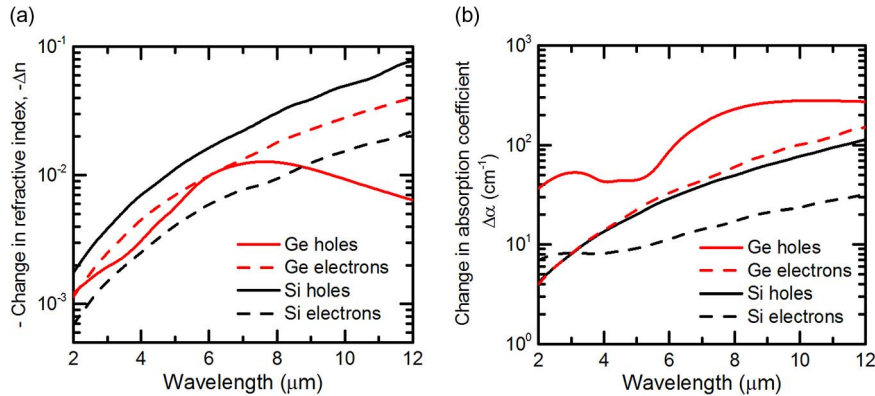 (a)
- Change in refractive index, -Δn
10⁻¹
10⁻²
10⁻³
2 4 6 8 10 12
Wavelength (μm)
Ge holes
Ge electrons
Si holes
Si electrons
(b)
Change in absorption coefficient
Δα (cm⁻¹)
10³
10²
10¹
10⁰
2 4 6 8 10 12
Wavelength (μm)
Ge holes
Ge electrons
Si holes
Si electrons